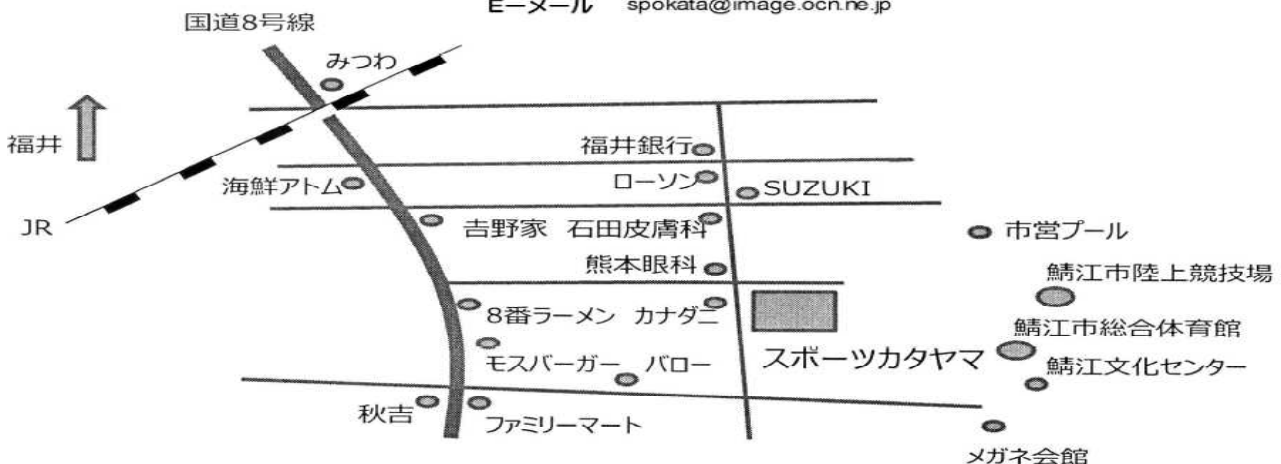 E－メール spokata@image.ocn.ne.jp
国道8号線
みつわ
福井
福井銀行
海鮮アトム
ローソン
SUZUKI
JR
吉野家 石田皮膚科
市営プール
熊本眼科
鯖江市陸上競技場
8番ラーメン カナダニ
鯖江市総合体育館
モスバーガー バロー
スポーツカタヤマ
鯖江文化センター
秋吉
ファミリーマート
メガネ会館